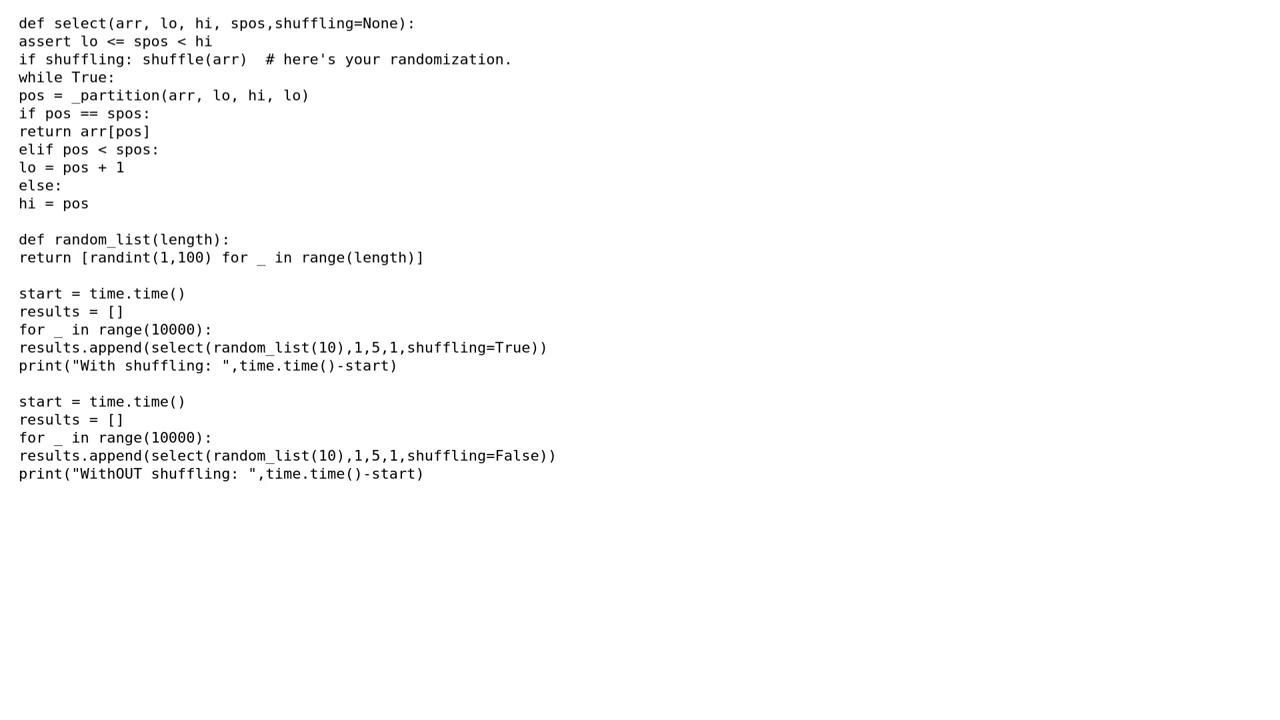 def select(arr, lo, hi, spos,shuffling=None):
assert lo <= spos < hi
if shuffling: shuffle(arr)  # here's your randomization.
while True:
pos = _partition(arr, lo, hi, lo)
if pos == spos:
return arr[pos]
elif pos < spos:
lo = pos + 1
else:
hi = pos

def random_list(length):
return [randint(1,100) for _ in range(length)]

start = time.time()
results = []
for _ in range(10000):
results.append(select(random_list(10),1,5,1,shuffling=True))
print("With shuffling: ",time.time()-start)

start = time.time()
results = []
for _ in range(10000):
results.append(select(random_list(10),1,5,1,shuffling=False))
print("WithOUT shuffling: ",time.time()-start)